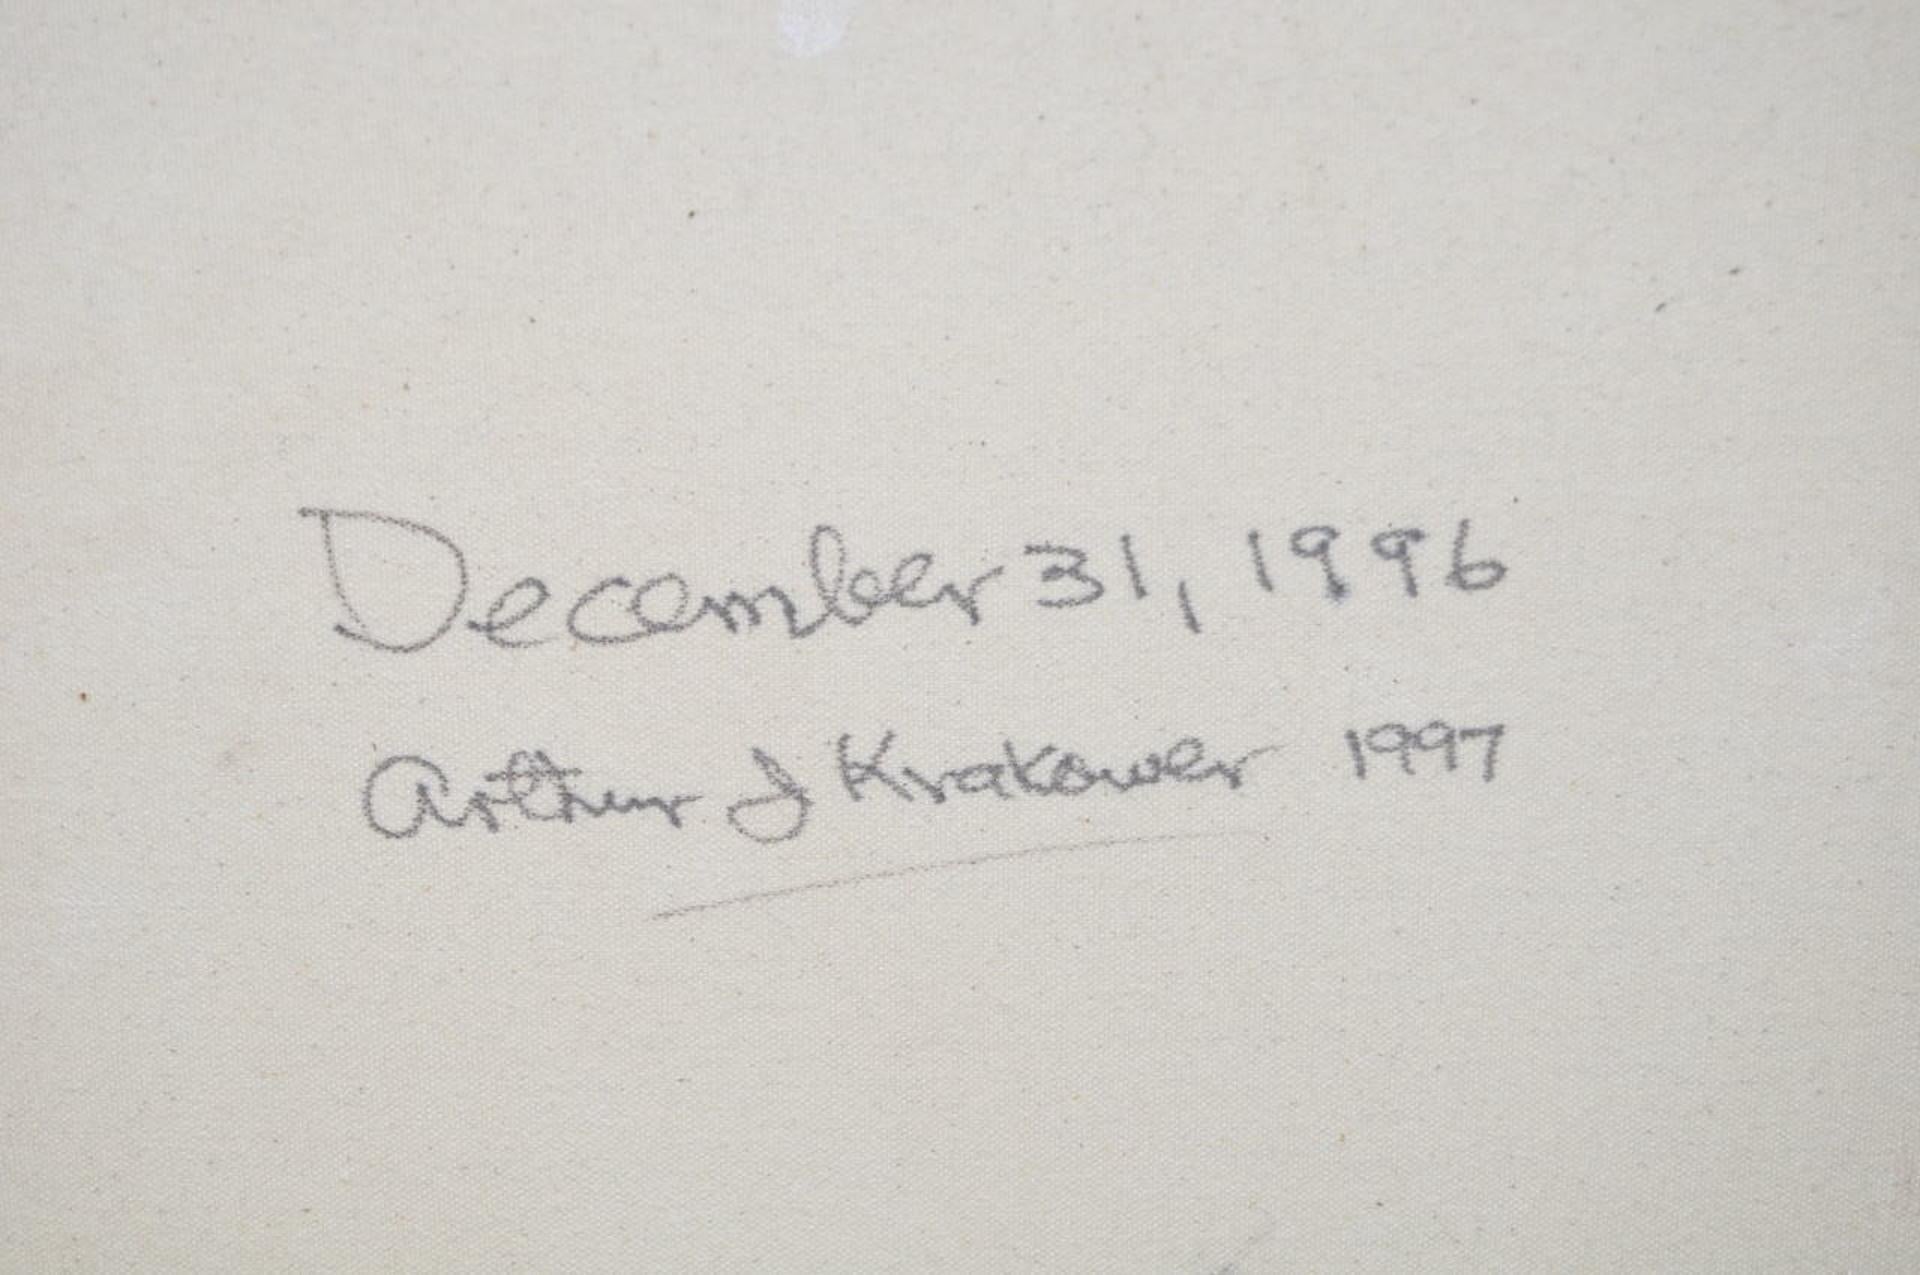 December 31, 1996
Arthur J Krakower 1997